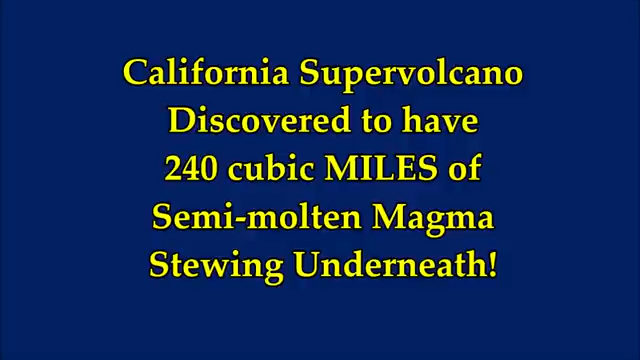 California Supervolcano
Discovered to have
240 cubic MILES of
Semi-molten Magma
Stewing Underneath!